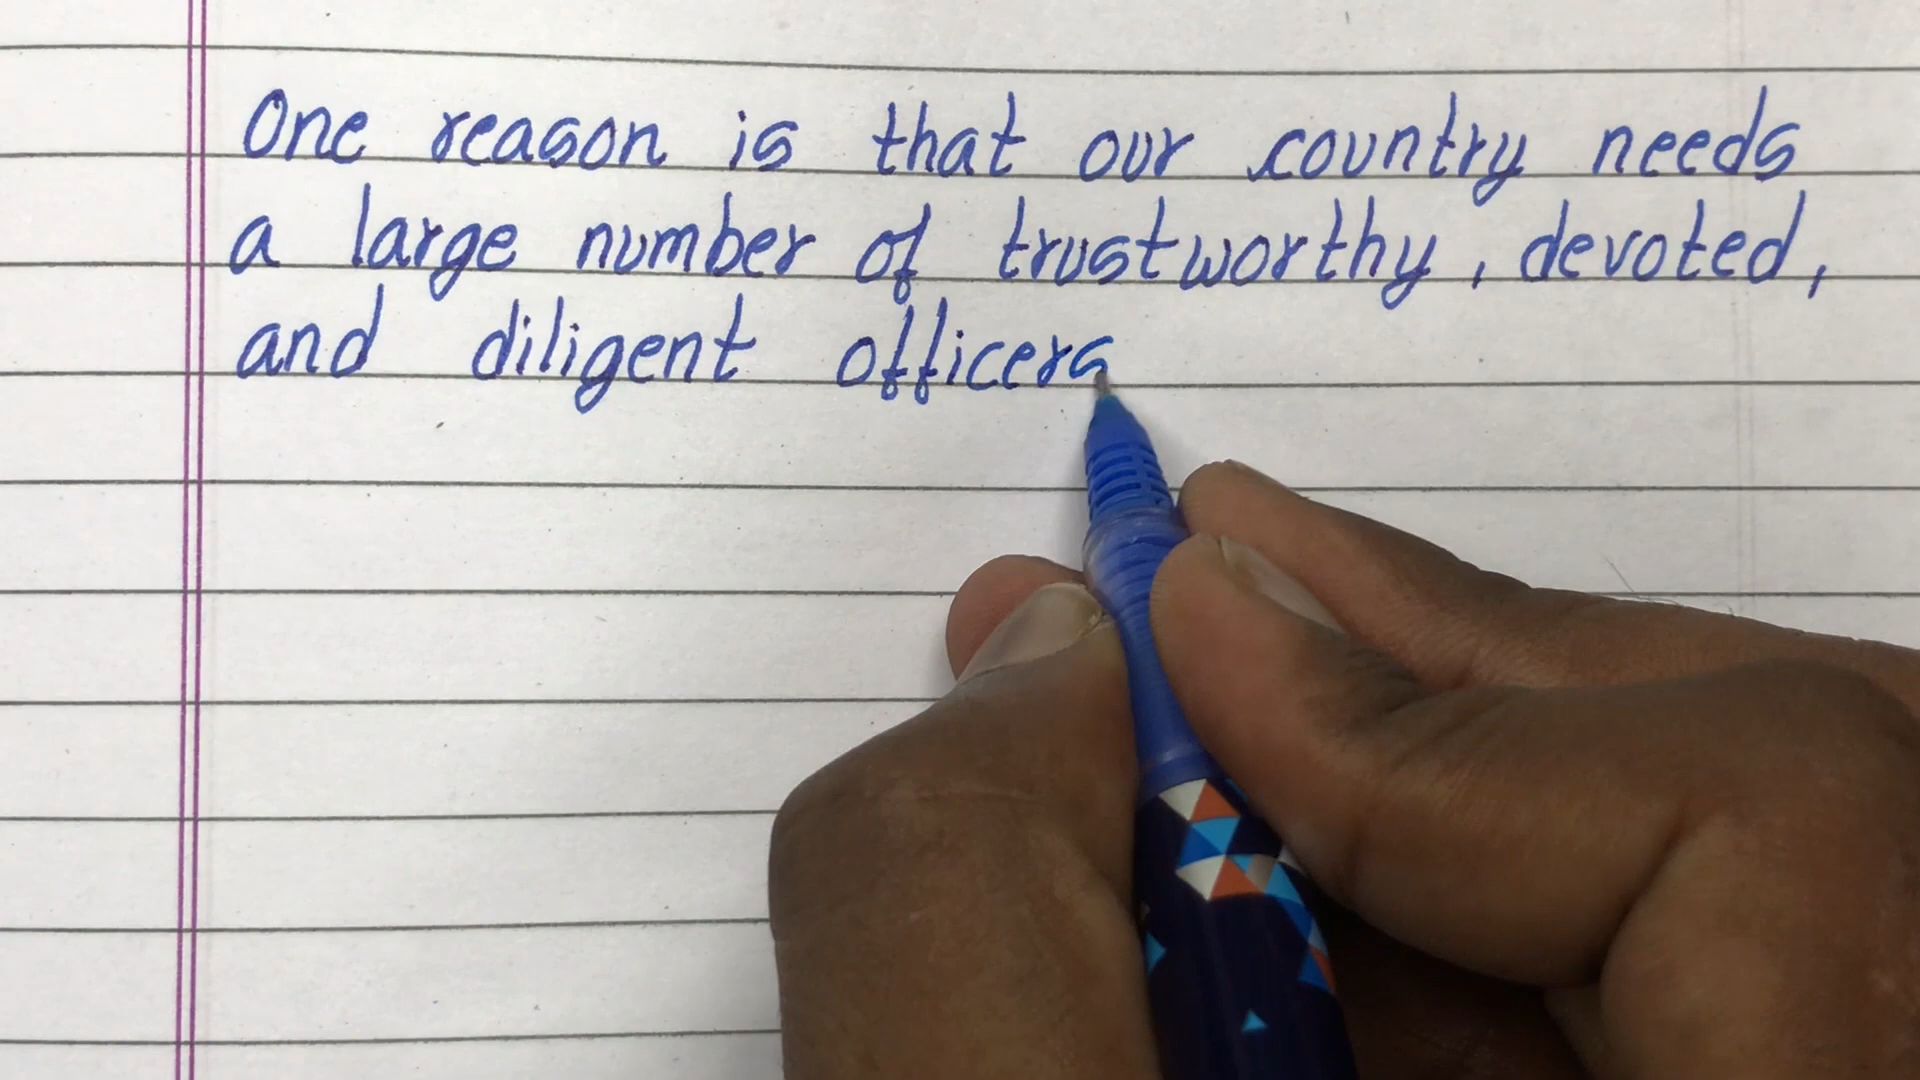 One reason is that our country needs
a large number of trustworthy, devoted,
and diligent officers